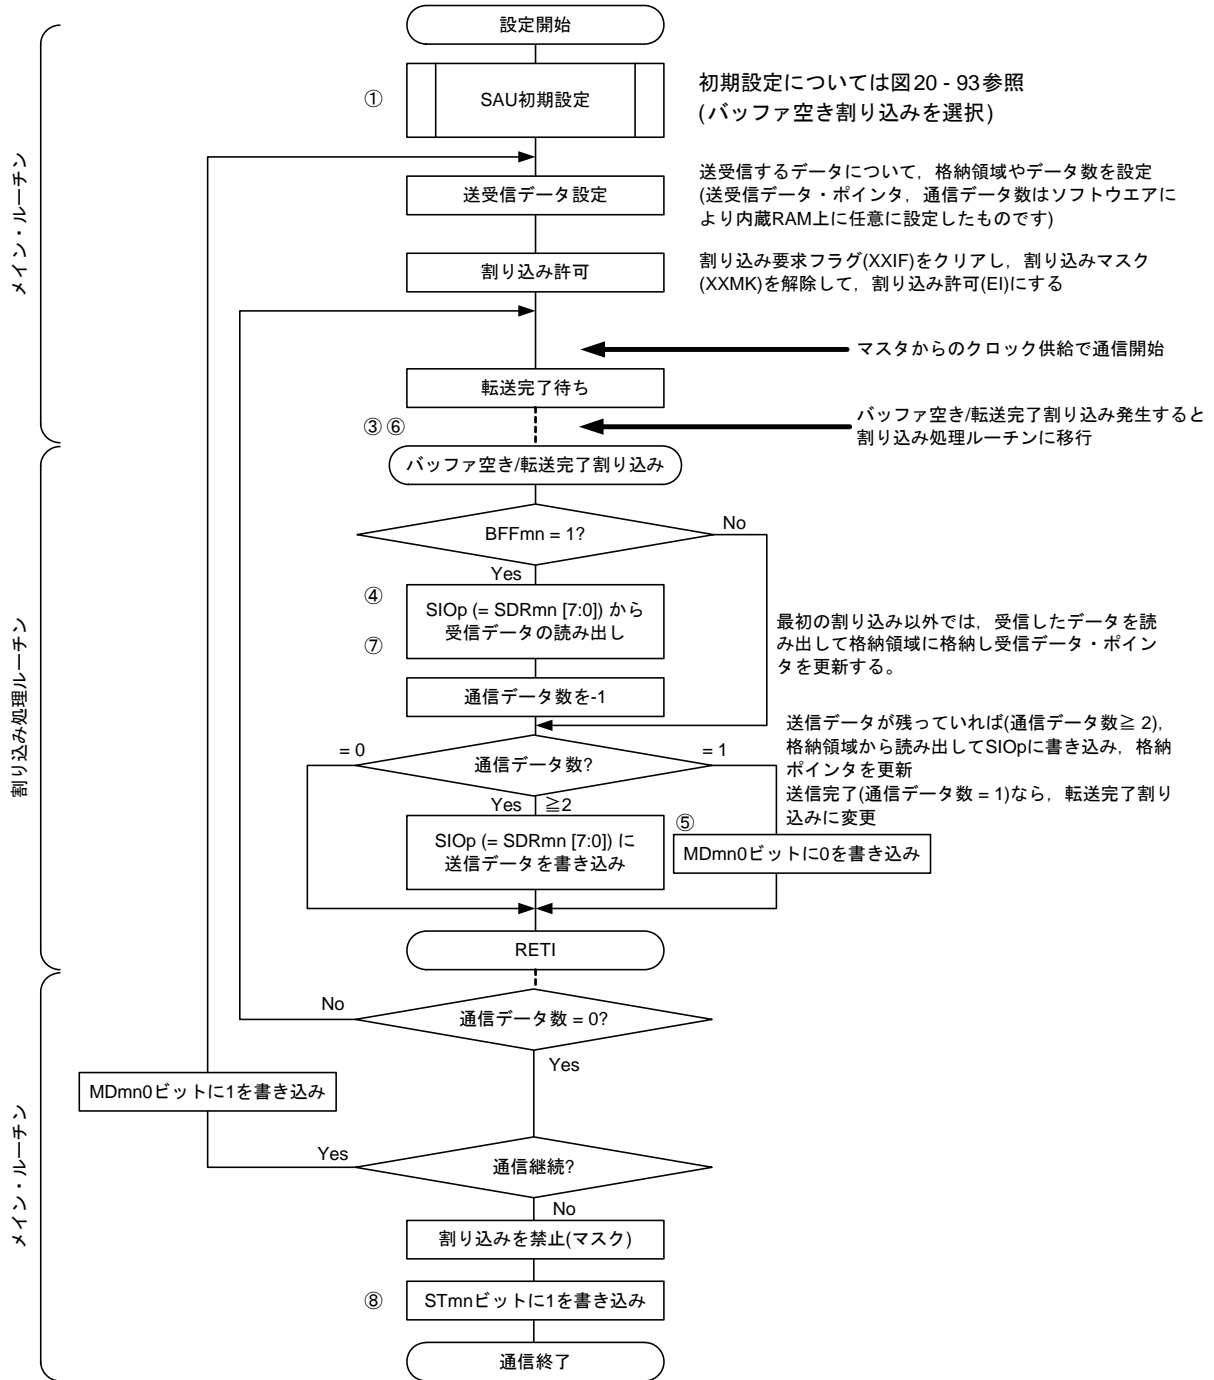 設定開始
①
SAU初期設定
初期設定については図20 - 93参照
(バッファ空き割り込みを選択)
メイン・ルーチン
送受信データ設定
送受信するデータについて，格納領域やデータ数を設定
(送受信データ・ポインタ，通信データ数はソフトウエアに
より内蔵RAM上に任意に設定したものです)
割り込み許可
割り込み要求フラグ(XXIF)をクリアし，割り込みマスク
(XXMK)を解除して，割り込み許可(EI)にする
マスタからのクロック供給で通信開始
転送完了待ち
③⑥
バッファ空き/転送完了割り込み発生すると
割り込み処理ルーチンに移行
バッファ空き/転送完了割り込み
割り込み処理ルーチン
BFFmn = 1?
No
Yes
④
SIOp (= SDRmn [7:0]) から
受信データの読み出し
⑦
最初の割り込み以外では，受信したデータを読
み出して格納領域に格納し受信データ・ポイン
タを更新する。
通信データ数を-1
= 0
通信データ数?
= 1
送信データが残っていれば(通信データ数≧ 2),
格納領域から読み出してSIOpに書き込み，格納
ポインタを更新
送信完了(通信データ数 = 1)なら，転送完了割り
込みに変更
Yes ≧2
⑤
SIOp (= SDRmn [7:0]) に
送信データを書き込み
MDmn0ビットに0を書き込み
RETI
No
通信データ数 = 0?
Yes
MDmn0ビットに1を書き込み
メイン・ルーチン
Yes
通信継続?
No
割り込みを禁止(マスク)
⑧
STmnビットに1を書き込み
通信終了